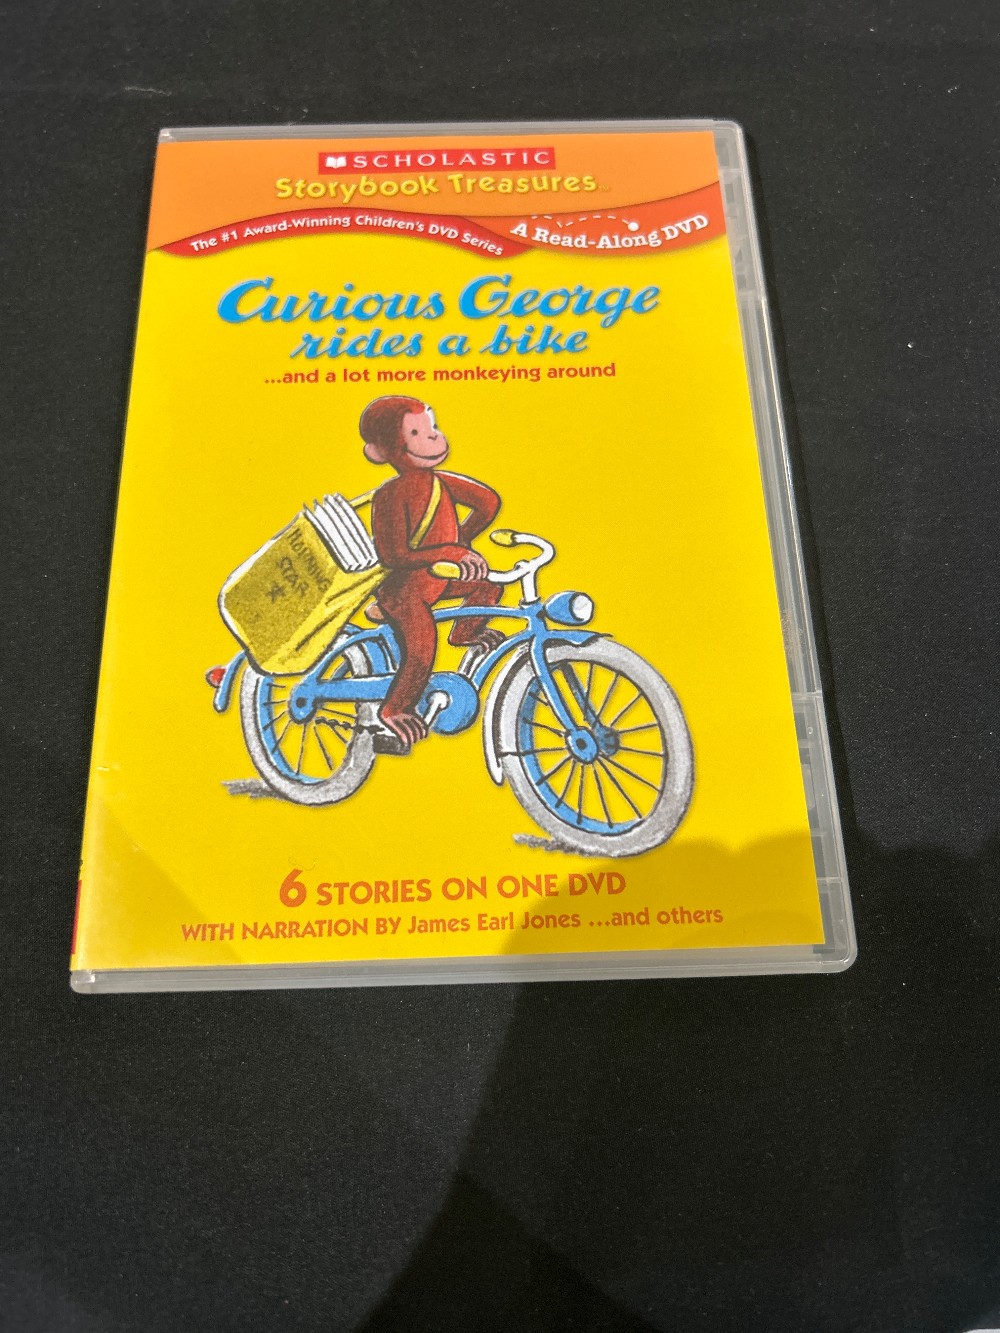 SCHOLASTIC
Storybook Treasures™
The #1 Award-Winning Children's DVD Series
A Read-Along DVD
Curious George
rides a bike
...and a lot more monkeying around
MORNING
STAR
6 STORIES ON ONE DVD
WITH NARRATION BY James Earl Jones ...and others